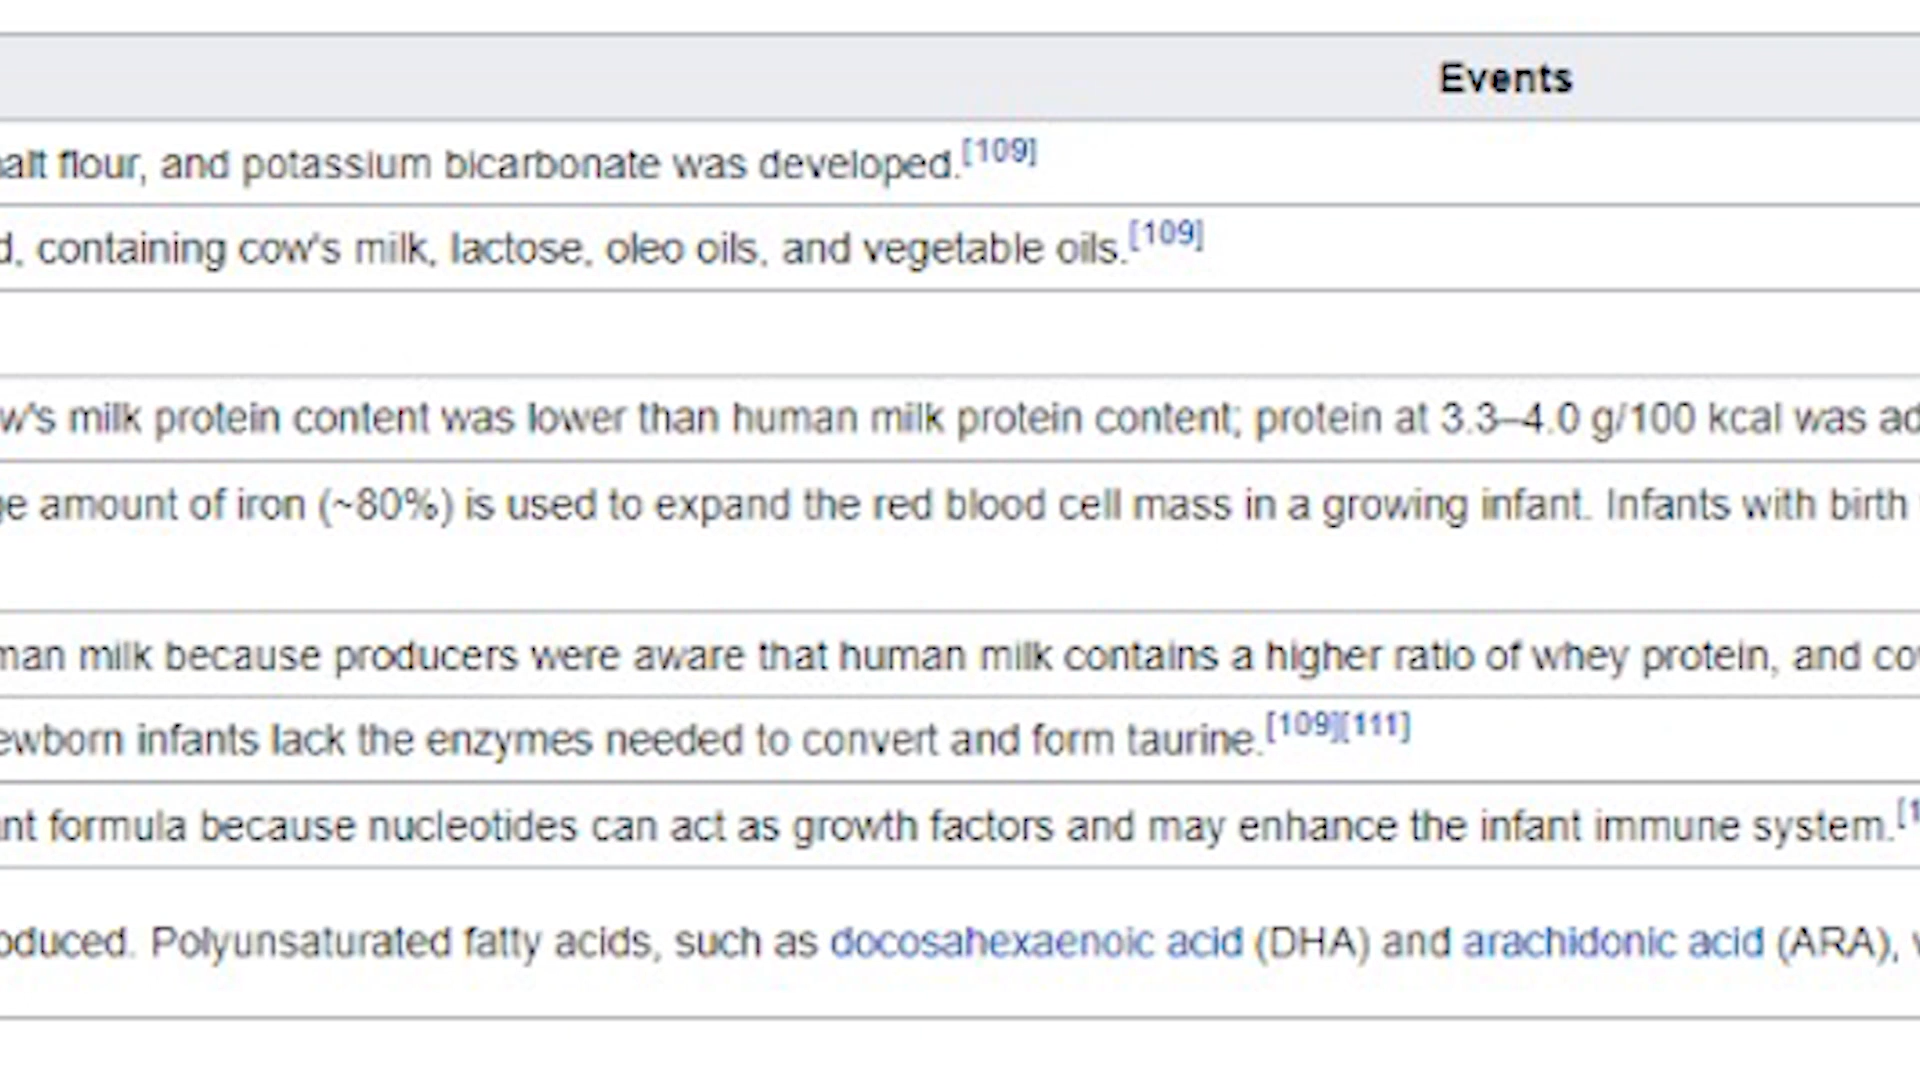 Events
alt flour, and potassium bicarbonate was developed.[109]
d, containing cow's milk, lactose, oleo oils, and vegetable oils.[109]
w's milk protein content was lower than human milk protein content; protein at 3.3–4.0 g/100 kcal was ad
ge amount of iron (~80%) is used to expand the red blood cell mass in a growing infant. Infants with birth
man milk because producers were aware that human milk contains a higher ratio of whey protein, and co
ewborn infants lack the enzymes needed to convert and form taurine.[109][111]
nt formula because nucleotides can act as growth factors and may enhance the infant immune system.[1
oduced. Polyunsaturated fatty acids, such as docosahexaenoic acid (DHA) and arachidonic acid (ARA),